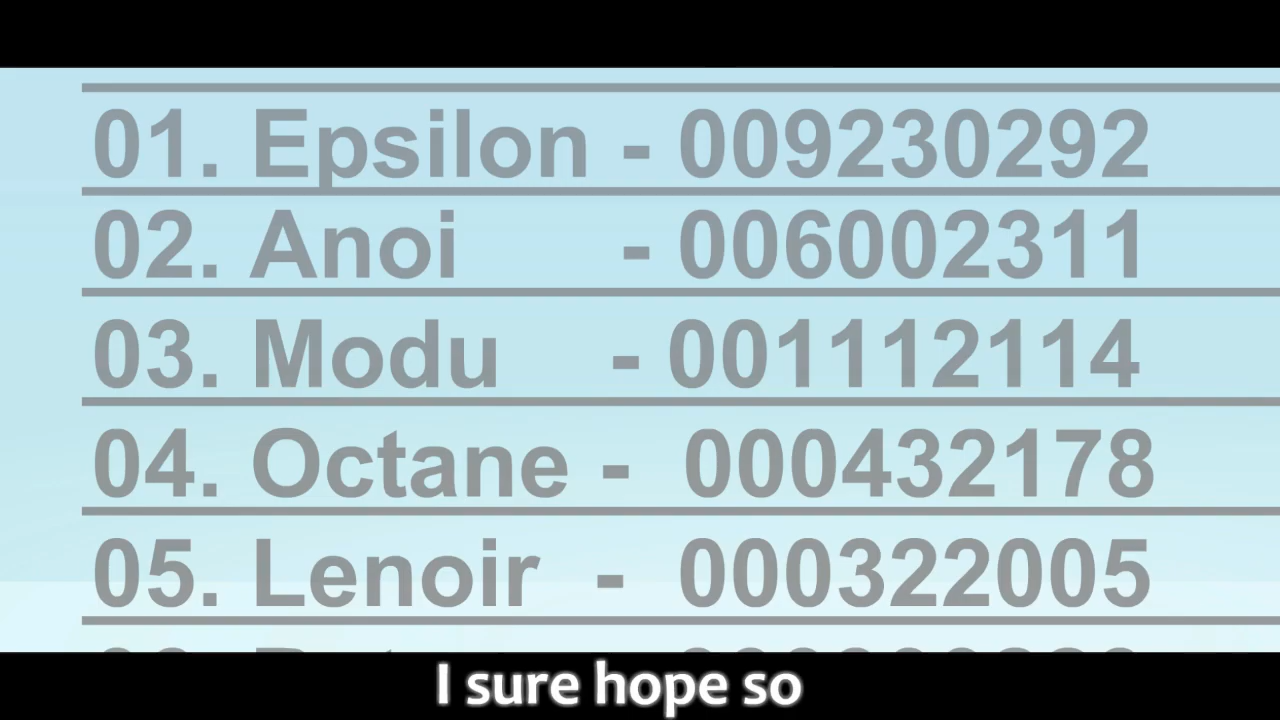 01. Epsilon - 009230292
02. Anoi - 006002311
03. Modu - 001112114
04. Octane - 000432178
05. Lenoir - 000322005
I sure hope so